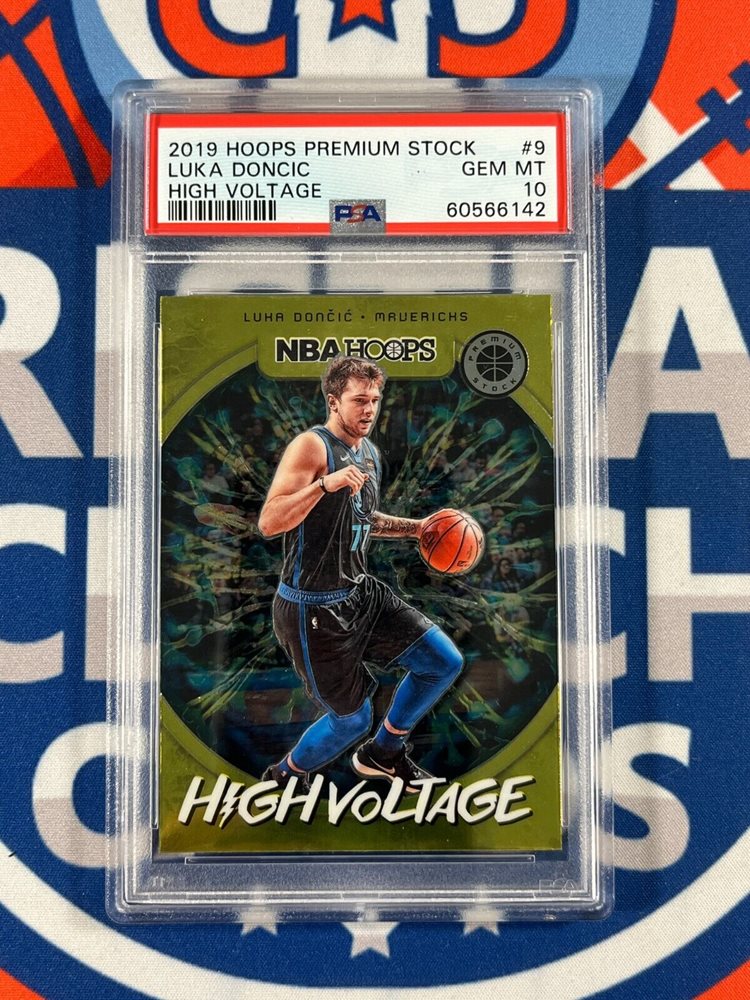 2019 HOOPS PREMIUM STOCK #9
LUKA DONCIC GEM MT
HIGH VOLTAGE 10
PSA 60566142
LUKA DONČIĆ • MAVERICKS
NBA HOOPS
PREMIUM STOCK
77
HIGH VOLTAGE